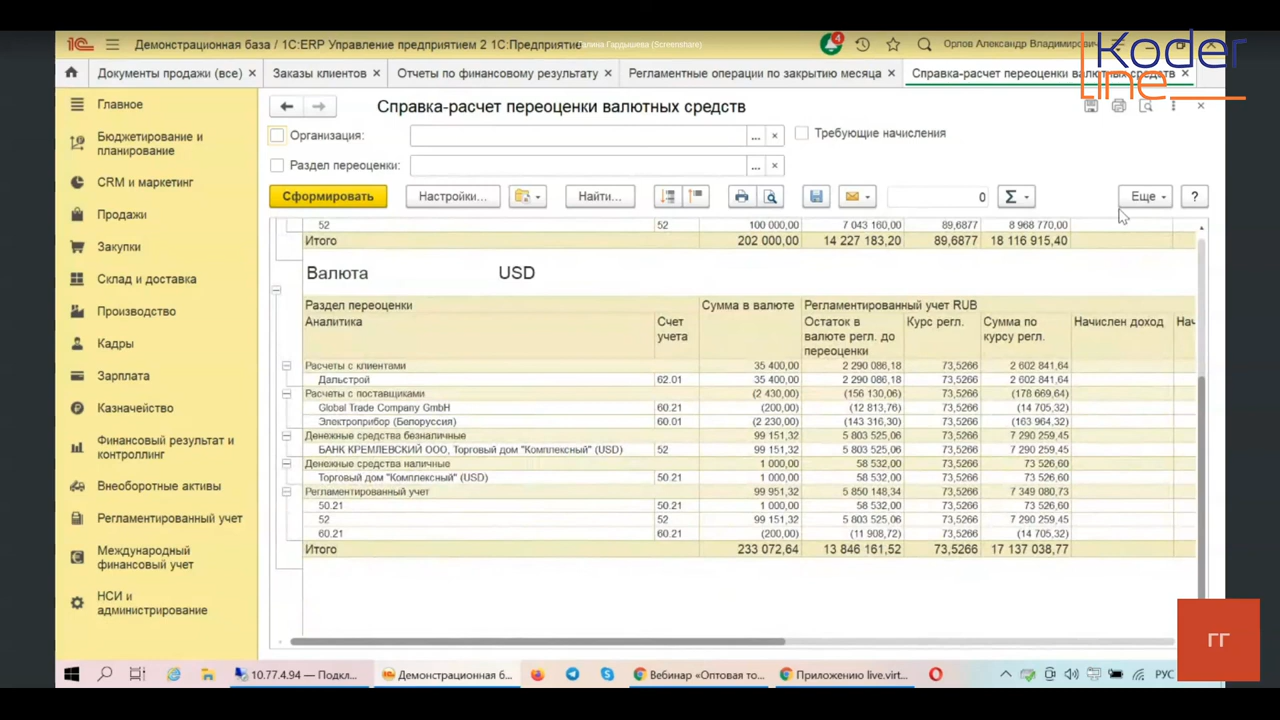 Демонстрационная база / 1С:ERP Управление предприятием 2 1С:Предприятие
Галина Гардышева (Screenshare)
4
Орлов Александр Владимирович
Koder
line
Документы продажи (все) ×
Заказы клиентов ×
Отчеты по финансовому результату ×
Регламентные операции по закрытию месяца ×
Справка-расчет переоценки валютных средств ×
Главное
Бюджетирование и
планирование
CRM и маркетинг
Продажи
Закупки
Склад и доставка
Производство
Кадры
Зарплата
Казначейство
Финансовый результат и
контроллинг
Внеоборотные активы
Регламентированный учет
Международный
финансовый учет
НСИ и
администрирование
Справка-расчет переоценки валютных средств
Организация:
Требующие начисления
Раздел переоценки:
Сформировать
Настройки...
Найти...
0
Σ
Еще
?
52 52 100 000,00 7 043 160,00 89,6877 8 968 770,00
Итого 202 000,00 14 227 183,20 89,6877 18 116 915,40
Валюта USD
Раздел переоценки Сумма в валюте Регламентированный учет RUB
Аналитика Счет учета Остаток в валюте регл. до переоценки Курс регл. Сумма по курсу регл. Начислен доход Нач
Расчеты с клиентами 35 400,00 2 290 086,18 73,5266 2 602 841,64
Дальстрой 62.01 35 400,00 2 290 086,18 73,5266 2 602 841,64
Расчеты с поставщиками (2 430,00) (156 130,06) 73,5266 (178 669,64)
Global Trade Company GmbH 60.21 (200,00) (12 813,76) 73,5266 (14 705,32)
Электроприбор (Белоруссия) 60.01 (2 230,00) (143 316,30) 73,5266 (163 964,32)
Денежные средства безналичные 99 151,32 5 803 525,06 73,5266 7 290 259,45
БАНК КРЕМЛЕВСКИЙ ООО, Торговый дом "Комплексный" (USD) 52 99 151,32 5 803 525,06 73,5266 7 290 259,45
Денежные средства наличные 1 000,00 58 532,00 73,5266 73 526,60
Торговый дом "Комплексный" (USD) 50.21 1 000,00 58 532,00 73,5266 73 526,60
Регламентированный учет 99 951,32 5 850 148,34 73,5266 7 349 080,73
50.21 50.21 1 000,00 58 532,00 73,5266 73 526,60
52 52 99 151,32 5 803 525,06 73,5266 7 290 259,45
60.21 60.21 (200,00) (11 908,72) 73,5266 (14 705,32)
Итого 233 072,64 13 846 161,52 73,5266 17 137 038,77
ГГ
10.77.4.94 — Подкл...
Демонстрационная б...
Вебинар «Оптовая то...
Приложению live.virt...
РУС